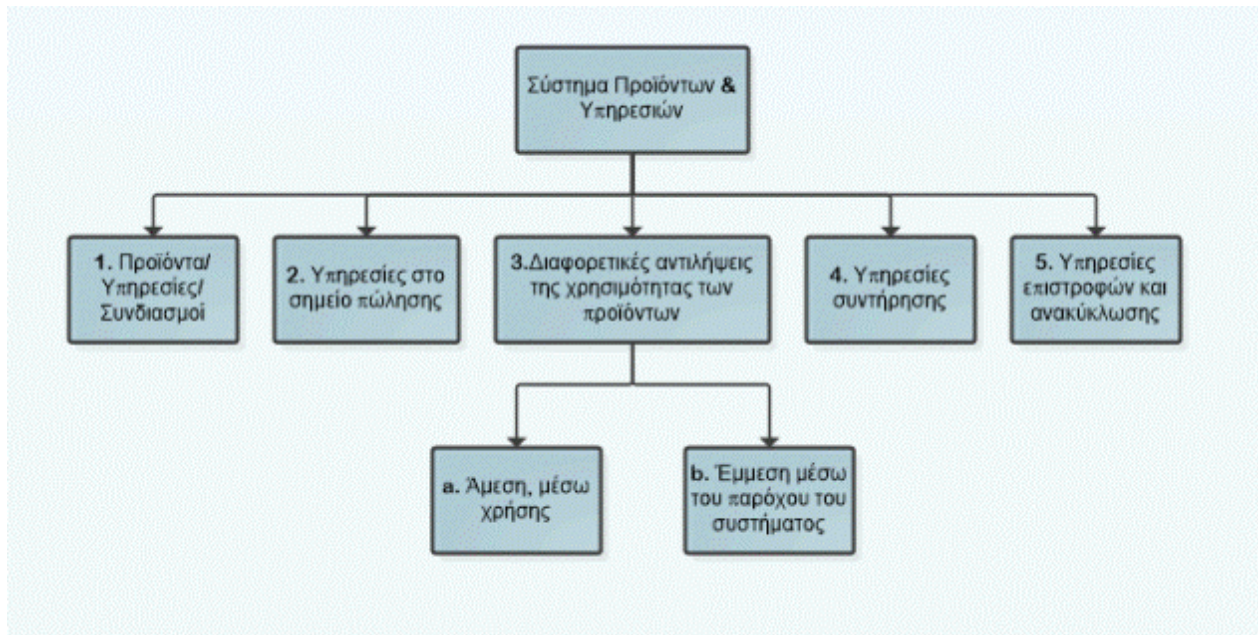 Σύστημα Προϊόντων &
Υπηρεσιών
1. Προϊόντα/
Υπηρεσίες/
Συνδιασμοί
2. Υπηρεσίες στο
σημείο πώλησης
3.Διαφορετικές αντιλήψεις
της χρησιμότητας των
προϊόντων
4. Υπηρεσίες
συντήρησης
5. Υπηρεσίες
επιστροφών και
ανακύκλωσης
a. Άμεση, μέσω
χρήσης
b. Έμμεση μέσω
του παρόχου του
συστήματος